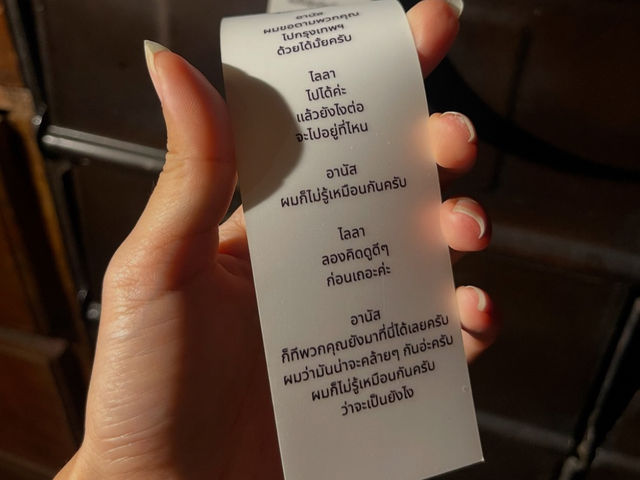 อานัส
ผมขอตามพวกคุณ
ไปกรุงเทพฯ
ด้วยได้มั้ยครับ
ไลลา
ไปได้ค่ะ
แล้วยังไงต่อ
จะไปอยู่ที่ไหน
อานัส
ผมก็ไม่รู้เหมือนกันครับ
ไลลา
ลองคิดดูดีๆ
ก่อนเถอะค่ะ
อานัส
ก็ทีพวกคุณยังมาที่นี่ได้เลยครับ
ผมว่ามันน่าจะคล้ายๆ กันอ่ะครับ
ผมก็ไม่รู้เหมือนกันครับ
ว่าจะเป็นยังไง